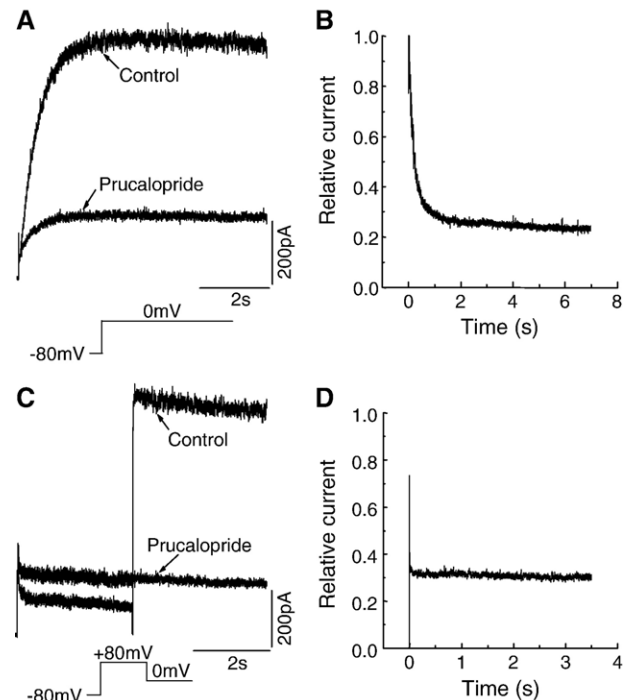 A
Control
Prucalopride
200pA
2s
0mV
-80mV
B
Relative current
1.0
0.8
0.6
0.4
0.2
0.0
0 2 4 6 8
Time (s)
C
Control
Prucalopride
200pA
2s
+80mV
0mV
-80mV
D
Relative current
1.0
0.8
0.6
0.4
0.2
0.0
0 1 2 3 4
Time (s)